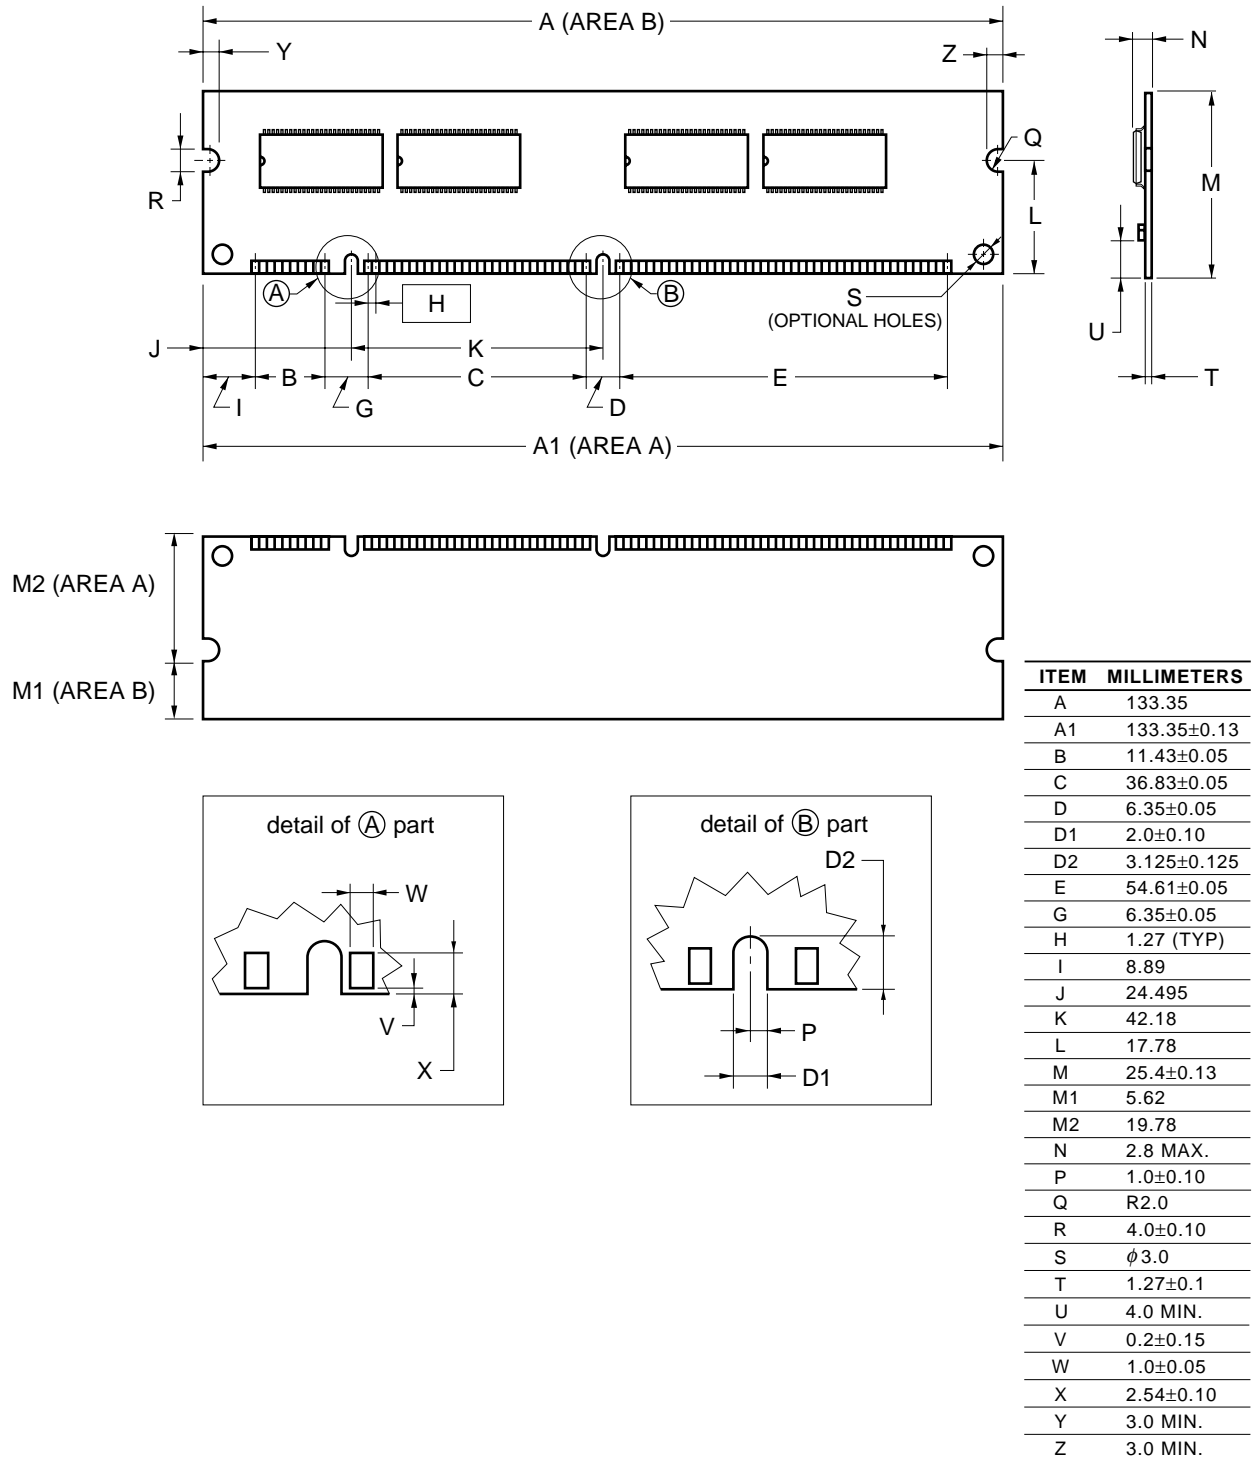 A (AREA B)
Y
Z
N
Q
R
L
M
A
H
B
S
(OPTIONAL HOLES)
U
J
K
I
B
G
C
D
E
T
A1 (AREA A)
M2 (AREA A)
M1 (AREA B)
detail of A part
W
V
X
detail of B part
D2
P
D1
ITEM MILLIMETERS
A 133.35
A1 133.35±0.13
B 11.43±0.05
C 36.83±0.05
D 6.35±0.05
D1 2.0±0.10
D2 3.125±0.125
E 54.61±0.05
G 6.35±0.05
H 1.27 (TYP)
I 8.89
J 24.495
K 42.18
L 17.78
M 25.4±0.13
M1 5.62
M2 19.78
N 2.8 MAX.
P 1.0±0.10
Q R2.0
R 4.0±0.10
S ϕ3.0
T 1.27±0.1
U 4.0 MIN.
V 0.2±0.15
W 1.0±0.05
X 2.54±0.10
Y 3.0 MIN.
Z 3.0 MIN.